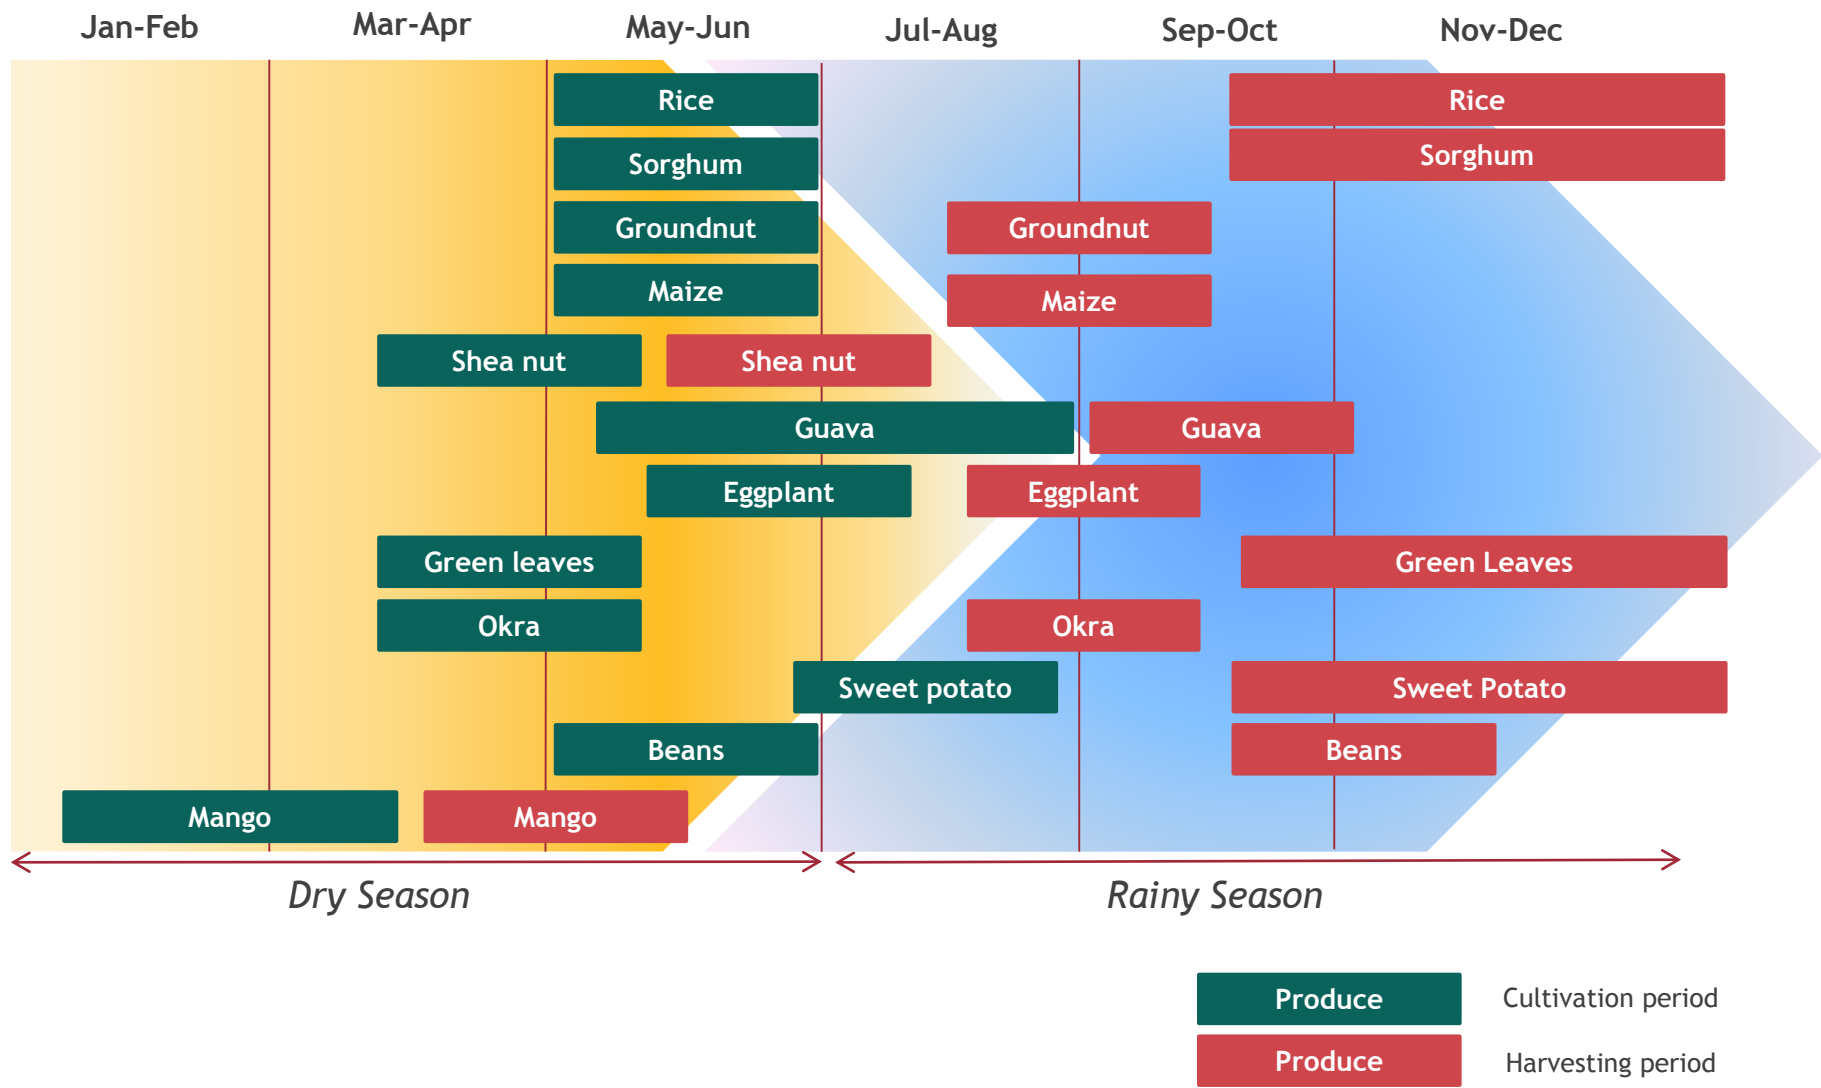 Jan-Feb
Mar-Apr
May-Jun
Jul-Aug
Sep-Oct
Nov-Dec
Rice
Rice
Sorghum
Sorghum
Groundnut
Groundnut
Maize
Maize
Shea nut
Shea nut
Guava
Guava
Eggplant
Eggplant
Green leaves
Green Leaves
Okra
Okra
Sweet potato
Sweet Potato
Beans
Beans
Mango
Mango
Dry Season
Rainy Season
Produce
Cultivation period
Produce
Harvesting period